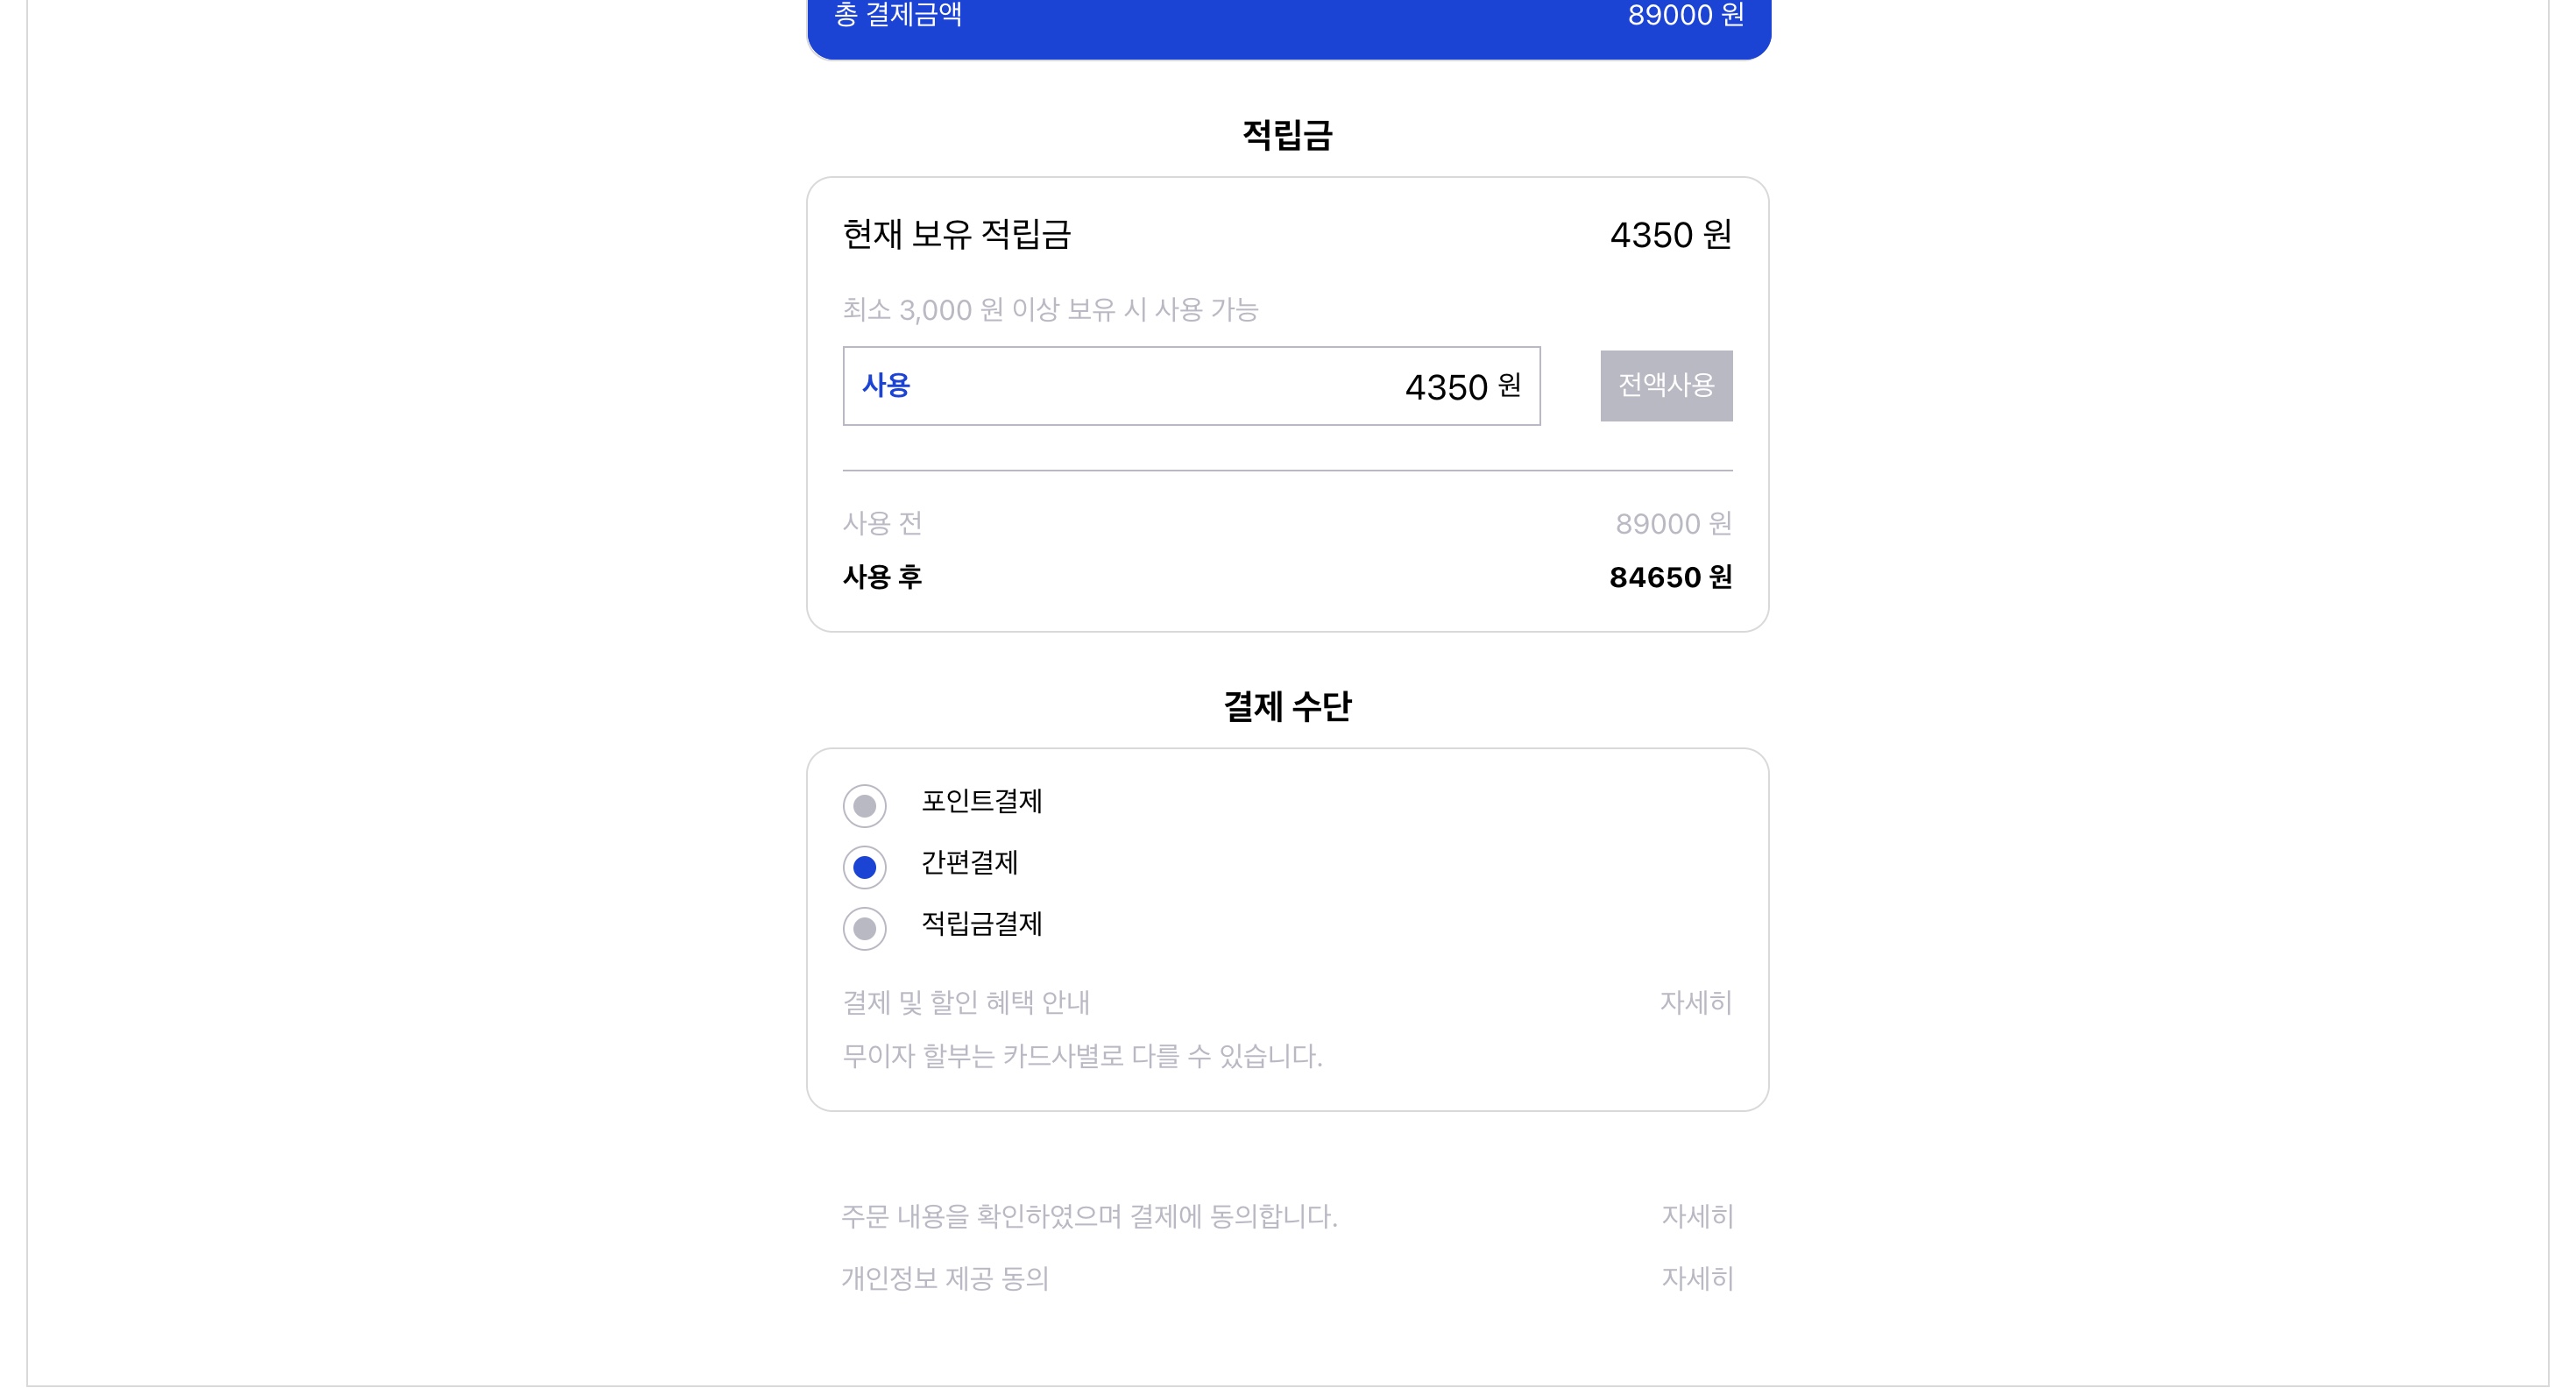 총 결제금액 89000 원
적립금
현재 보유 적립금 4350 원
최소 3,000 원 이상 보유 시 사용 가능
사용 4350 원 전액사용
사용 전 89000 원
사용 후 84650 원
결제 수단
포인트결제
간편결제
적립금결제
결제 및 할인 혜택 안내 자세히
무이자 할부는 카드사별로 다를 수 있습니다.
주문 내용을 확인하였으며 결제에 동의합니다. 자세히
개인정보 제공 동의 자세히